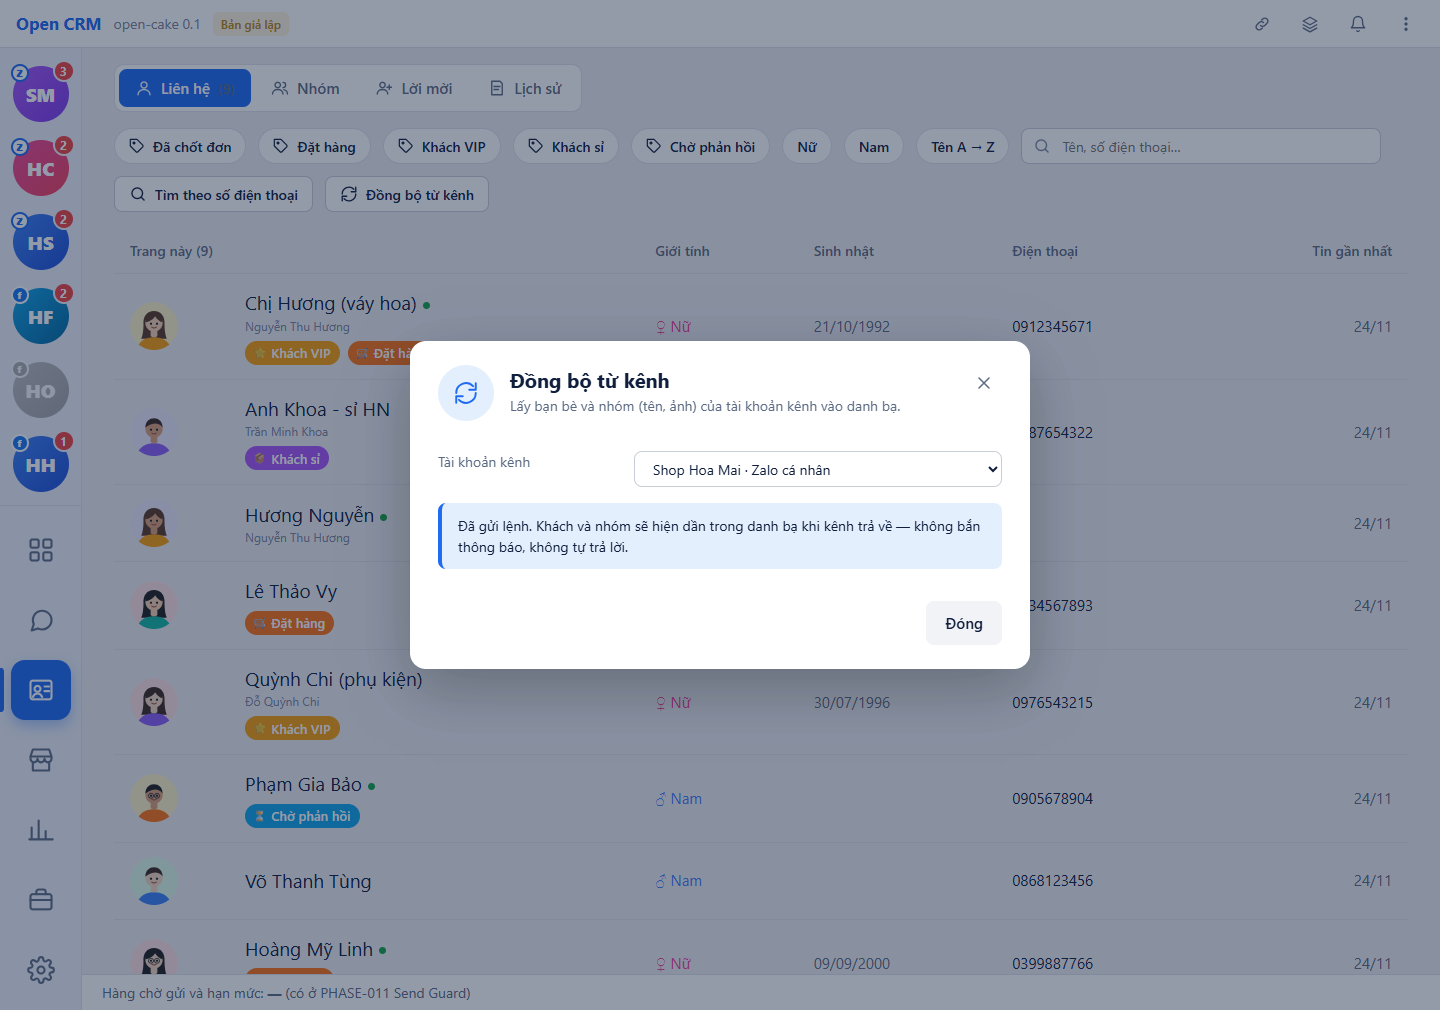 Open CRM open-cake 0.1 Bản giả lập
SM 3
HC 2
HS 2
HF 2
HO
HH 1
Liên hệ (9) Nhóm Lời mời Lịch sử
Đã chốt đơn Đặt hàng Khách VIP Khách sỉ Chờ phản hồi Nữ Nam Tên A → Z Tên, số điện thoại...
Tìm theo số điện thoại Đồng bộ từ kênh
Trang này (9) Giới tính Sinh nhật Điện thoại Tin gần nhất
Chị Hương (váy hoa)
Nguyễn Thu Hương
Khách VIP Đặt hà
Nữ 21/10/1992 0912345671 24/11
Anh Khoa - sỉ HN
Trần Minh Khoa
Khách sỉ
87654322 24/11
Hương Nguyễn
Nguyễn Thu Hương
24/11
Lê Thảo Vy
Đặt hàng
34567893 24/11
Quỳnh Chi (phụ kiện)
Đỗ Quỳnh Chi
Khách VIP
Nữ 30/07/1996 0976543215 24/11
Phạm Gia Bảo
Chờ phản hồi
Nam 0905678904 24/11
Võ Thanh Tùng Nam 0868123456 24/11
Hoàng Mỹ Linh Nữ 09/09/2000 0399887766 24/11
Đồng bộ từ kênh
Lấy bạn bè và nhóm (tên, ảnh) của tài khoản kênh vào danh bạ.
Tài khoản kênh Shop Hoa Mai · Zalo cá nhân
Đã gửi lệnh. Khách và nhóm sẽ hiện dần trong danh bạ khi kênh trả về — không bắn
thông báo, không tự trả lời.
Đóng
Hàng chờ gửi và hạn mức: — (có ở PHASE-011 Send Guard)